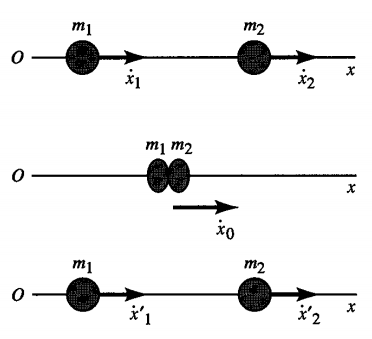 m₁ m₂
O ẋ₁ ẋ₂ x
m₁ m₂
O x
ẋ₀
m₁ m₂
O ẋ′₁ ẋ′₂ x